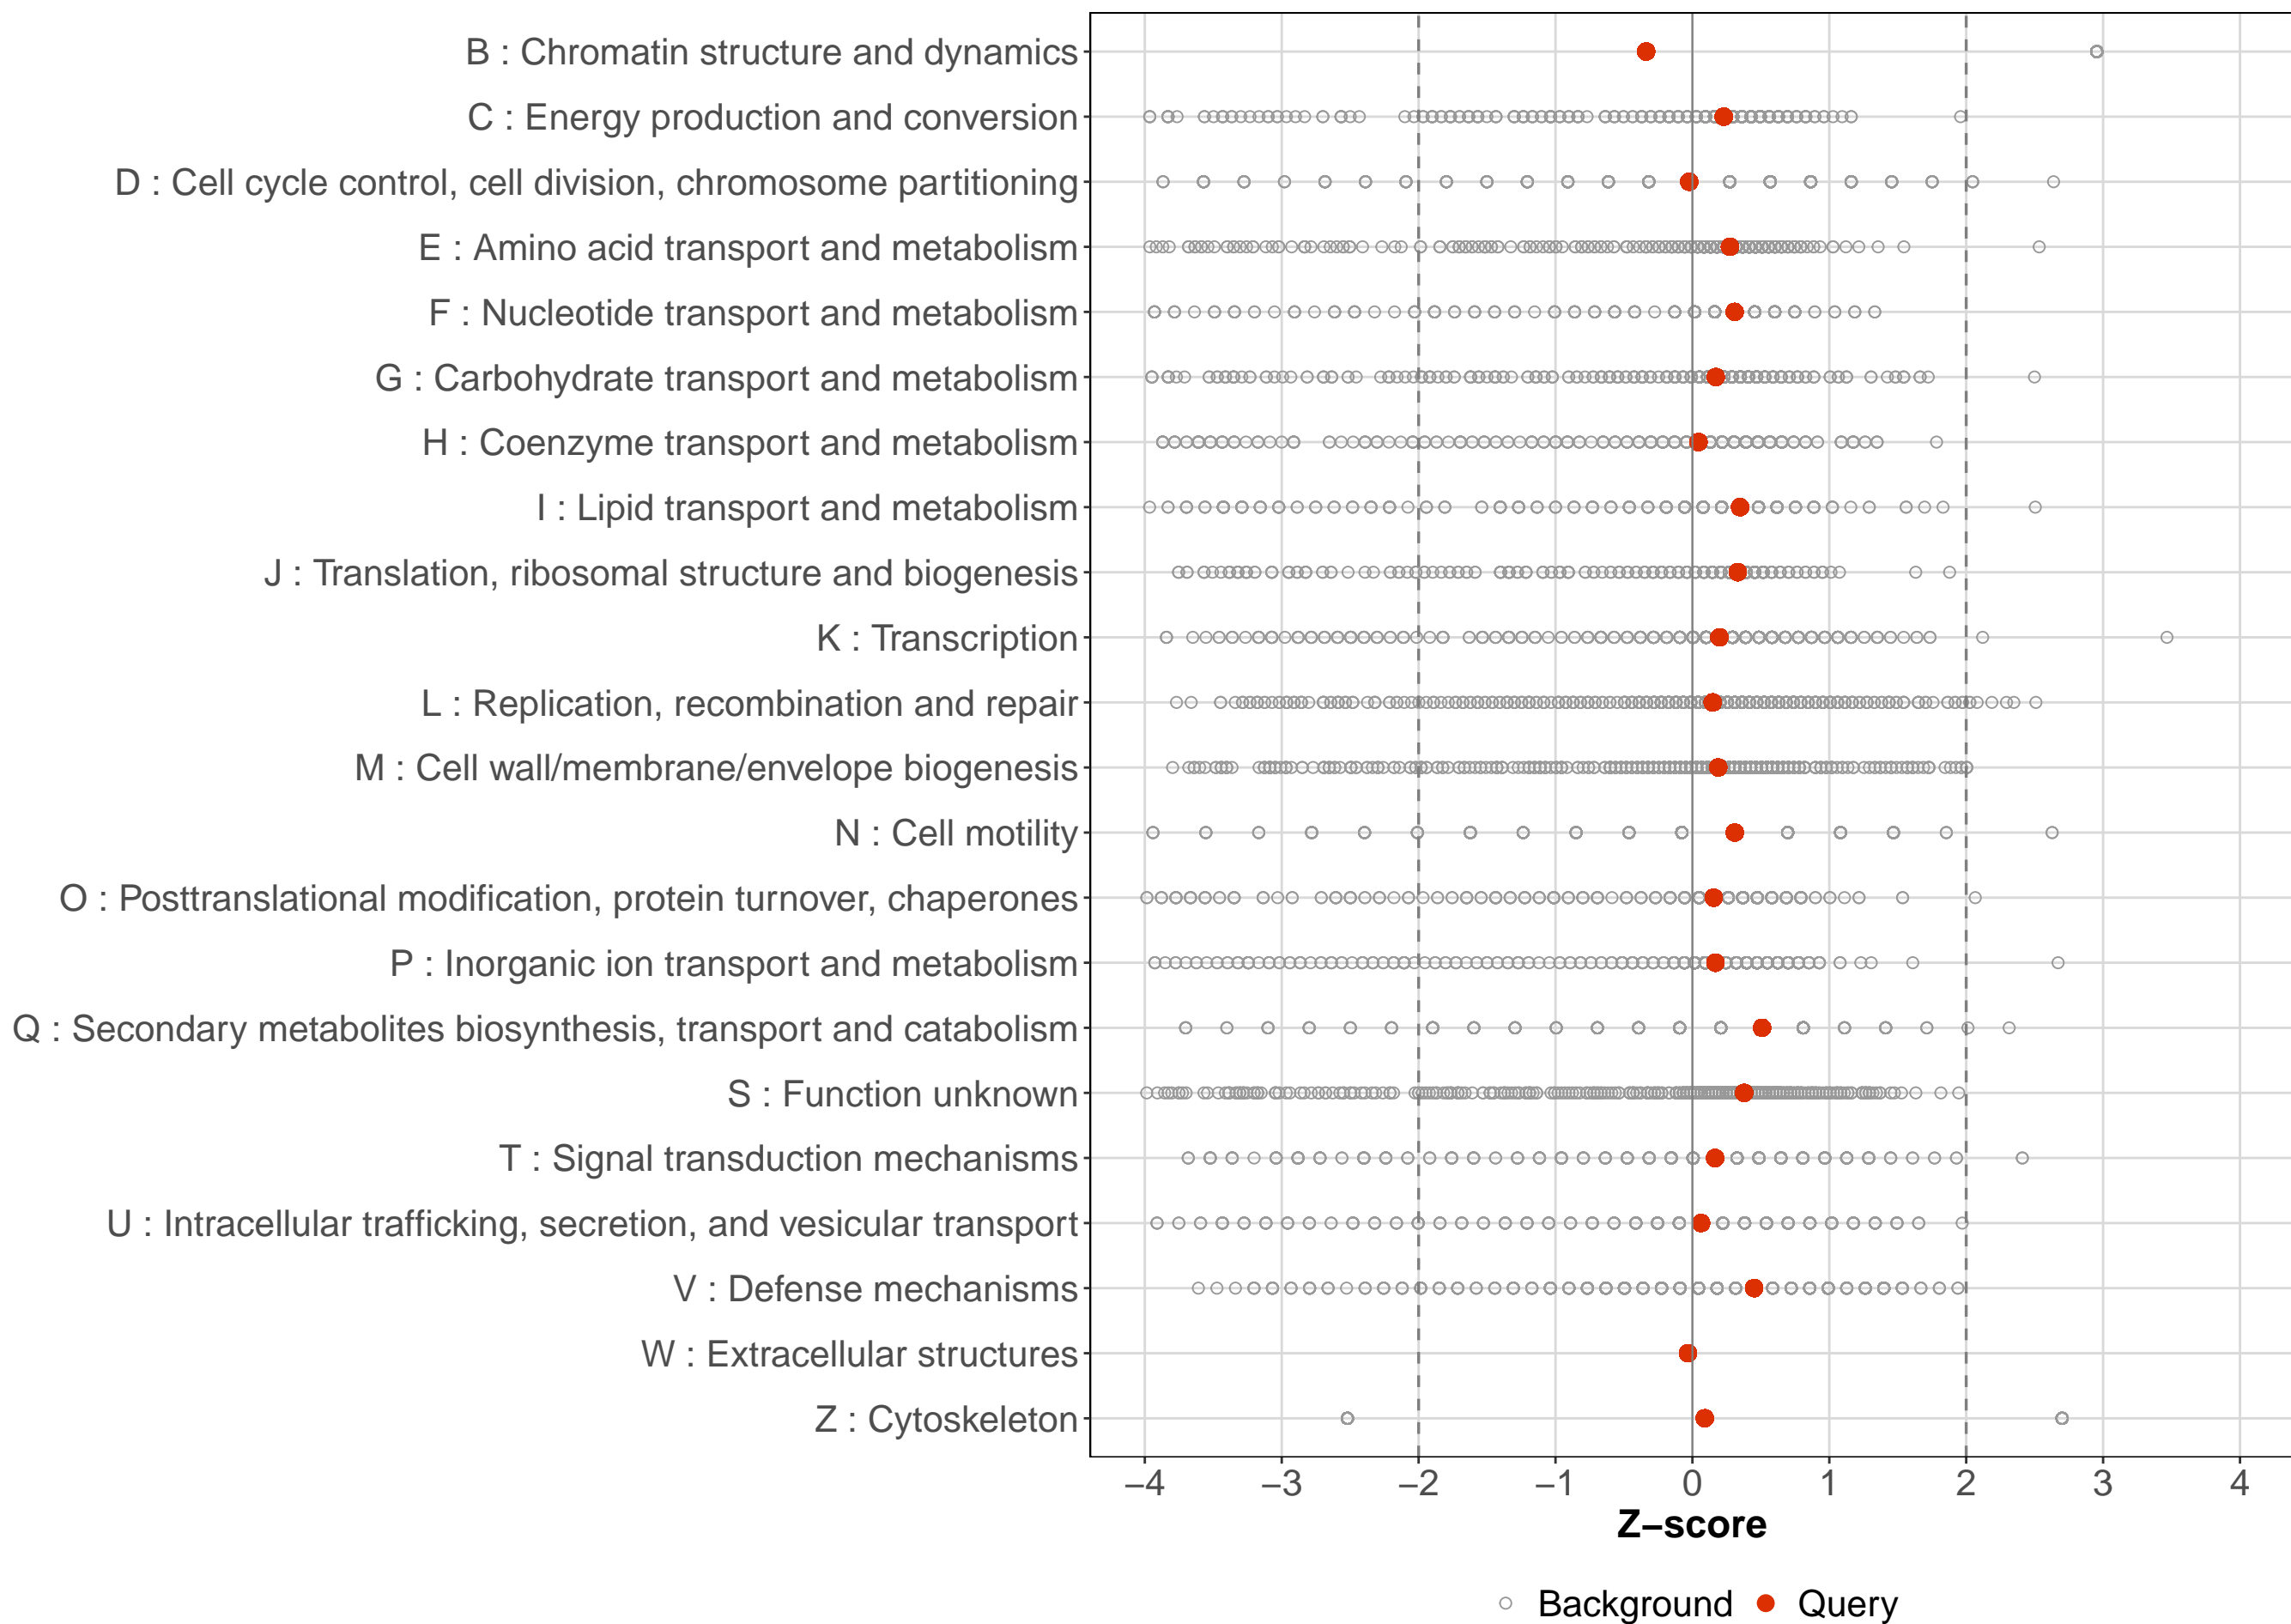 B : Chromatin structure and dynamics
C : Energy production and conversion
D : Cell cycle control, cell division, chromosome partitioning
E : Amino acid transport and metabolism
F : Nucleotide transport and metabolism
G : Carbohydrate transport and metabolism
H : Coenzyme transport and metabolism
I : Lipid transport and metabolism
J : Translation, ribosomal structure and biogenesis
K : Transcription
L : Replication, recombination and repair
M : Cell wall/membrane/envelope biogenesis
N : Cell motility
O : Posttranslational modification, protein turnover, chaperones
P : Inorganic ion transport and metabolism
Q : Secondary metabolites biosynthesis, transport and catabolism
S : Function unknown
T : Signal transduction mechanisms
U : Intracellular trafficking, secretion, and vesicular transport
V : Defense mechanisms
W : Extracellular structures
Z : Cytoskeleton
−4 −3 −2 −1 0 1 2 3 4
Z−score
Background Query